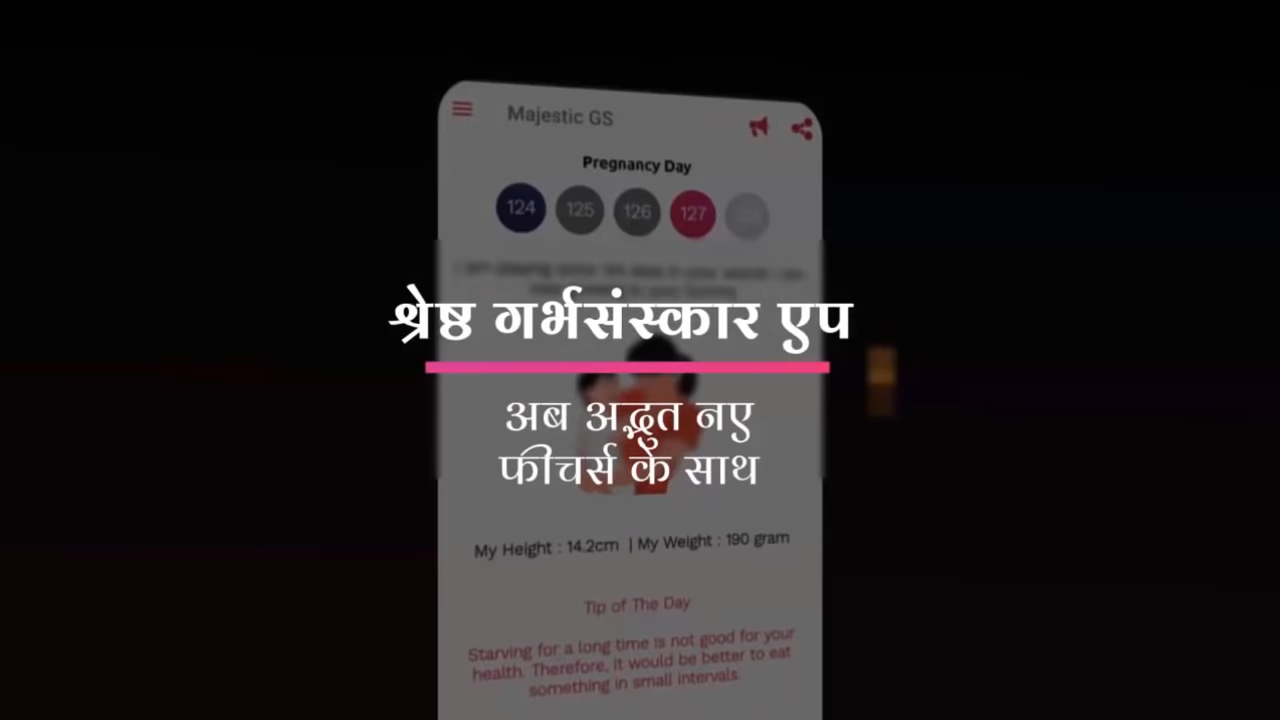 Majestic GS
Pregnancy Day
124 125 126 127
श्रेष्ठ गर्भसंस्कार एप
अब अद्भुत नए
फीचर्स के साथ
My Height : 14.2cm | My Weight : 190 gram
Tip of The Day
Starving for a long time is not good for your
health. Therefore, it would be better to eat
something in small intervals.